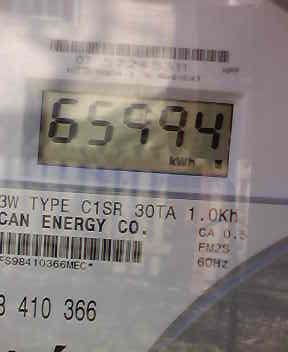 65994
kWh
3W TYPE C1SR 30TA 1.0Kh
CAN ENERGY CO.
CA 0.5
FM2S
60Hz
FS98410366MEC*
8 410 366